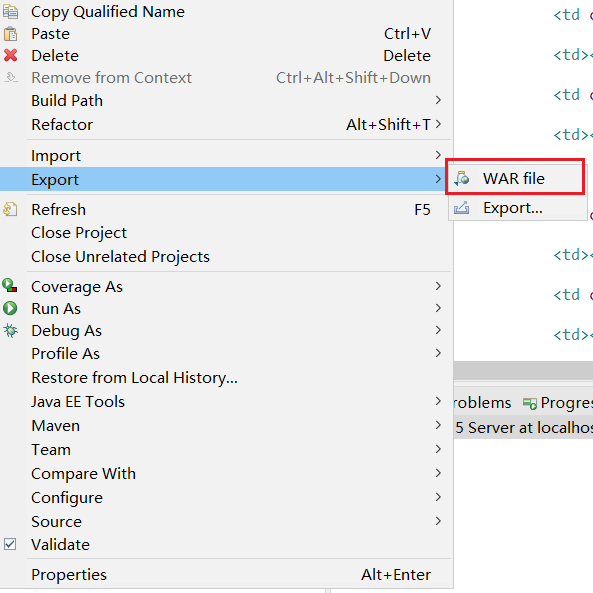 Copy Qualified Name
Paste Ctrl+V
Delete Delete
Remove from Context Ctrl+Alt+Shift+Down
Build Path
Refactor Alt+Shift+T
Import
Export
WAR file
Export...
Refresh F5
Close Project
Close Unrelated Projects
Coverage As
Run As
Debug As
Profile As
Restore from Local History...
Java EE Tools
Maven
Team
Compare With
Configure
Source
Validate
Properties Alt+Enter
<td c
<td><
<td c
<td><
<td><
<td c
<td><
roblems Progres
5 Server at localhos